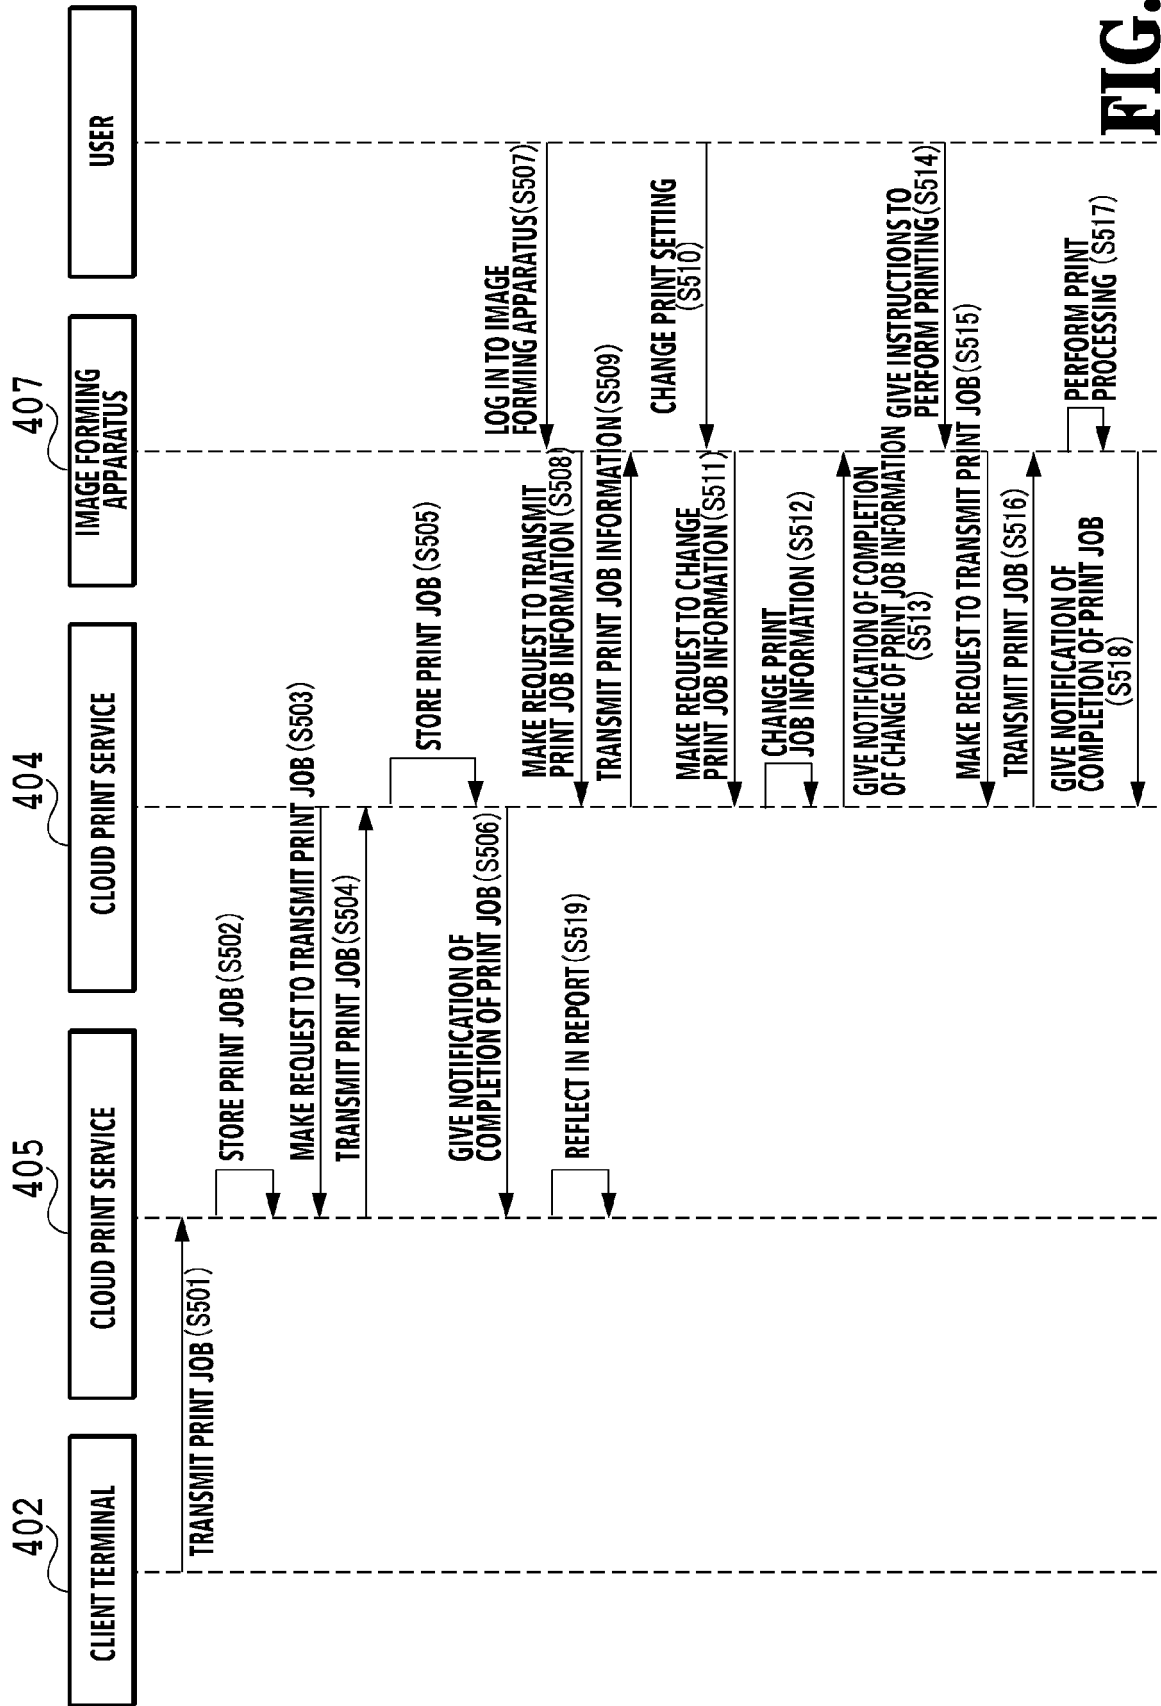 402
CLIENT TERMINAL
405
CLOUD PRINT SERVICE
404
CLOUD PRINT SERVICE
407
IMAGE FORMING
APPARATUS
USER
TRANSMIT PRINT JOB(S501)
STORE PRINT JOB(S502)
MAKE REQUEST TO TRANSMIT PRINT JOB(S503)
TRANSMIT PRINT JOB(S504)
STORE PRINT JOB(S505)
GIVE NOTIFICATION OF
COMPLETION OF PRINT JOB(S506)
LOG IN TO IMAGE
FORMING APPARATUS(S507)
MAKE REQUEST TO TRANSMIT
PRINT JOB INFORMATION(S508)
REFLECT IN REPORT(S519)
TRANSMIT PRINT JOB INFORMATION(S509)
CHANGE PRINT SETTING
(S510)
MAKE REQUEST TO CHANGE
PRINT JOB INFORMATION(S511)
CHANGE PRINT
JOB INFORMATION(S512)
GIVE NOTIFICATION OF COMPLETION
OF CHANGE OF PRINT JOB INFORMATION
(S513)
GIVE INSTRUCTIONS TO
PERFORM PRINTING(S514)
MAKE REQUEST TO TRANSMIT PRINT JOB(S515)
TRANSMIT PRINT JOB(S516)
PERFORM PRINT
PROCESSING (S517)
GIVE NOTIFICATION OF
COMPLETION OF PRINT JOB
(S518)
FIG.